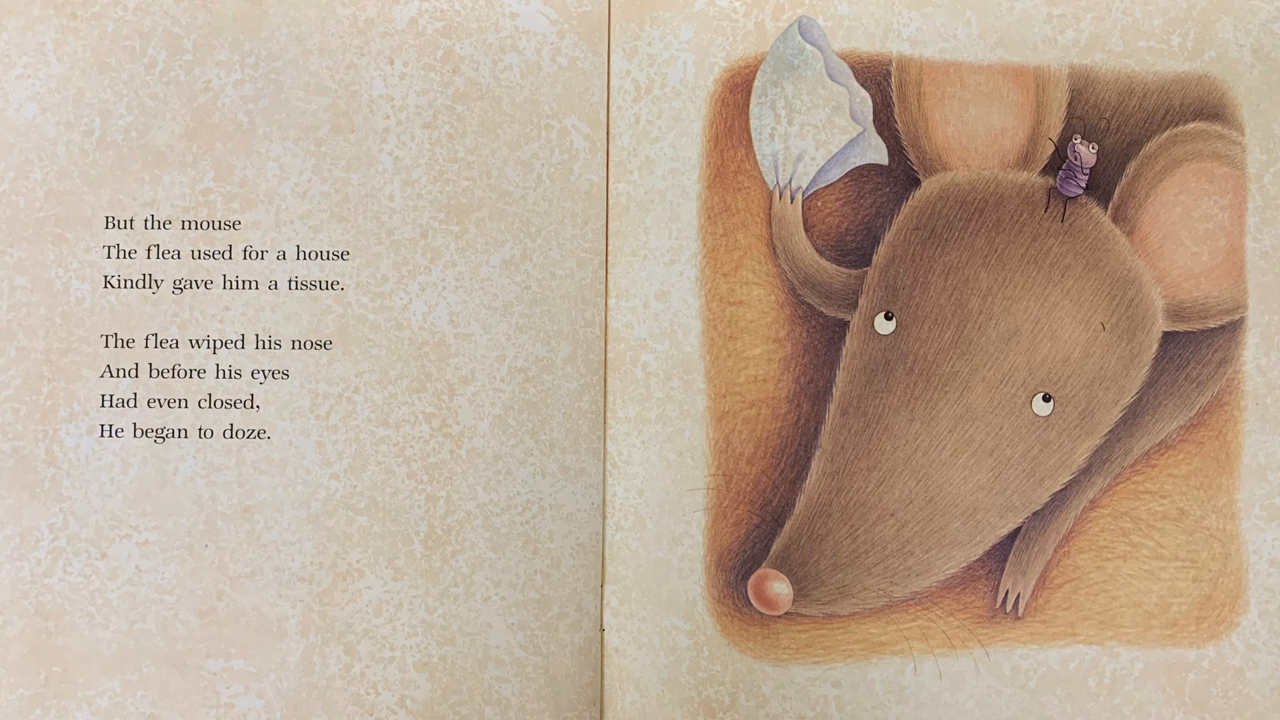 But the mouse
The flea used for a house
Kindly gave him a tissue.
The flea wiped his nose
And before his eyes
Had even closed,
He began to doze.